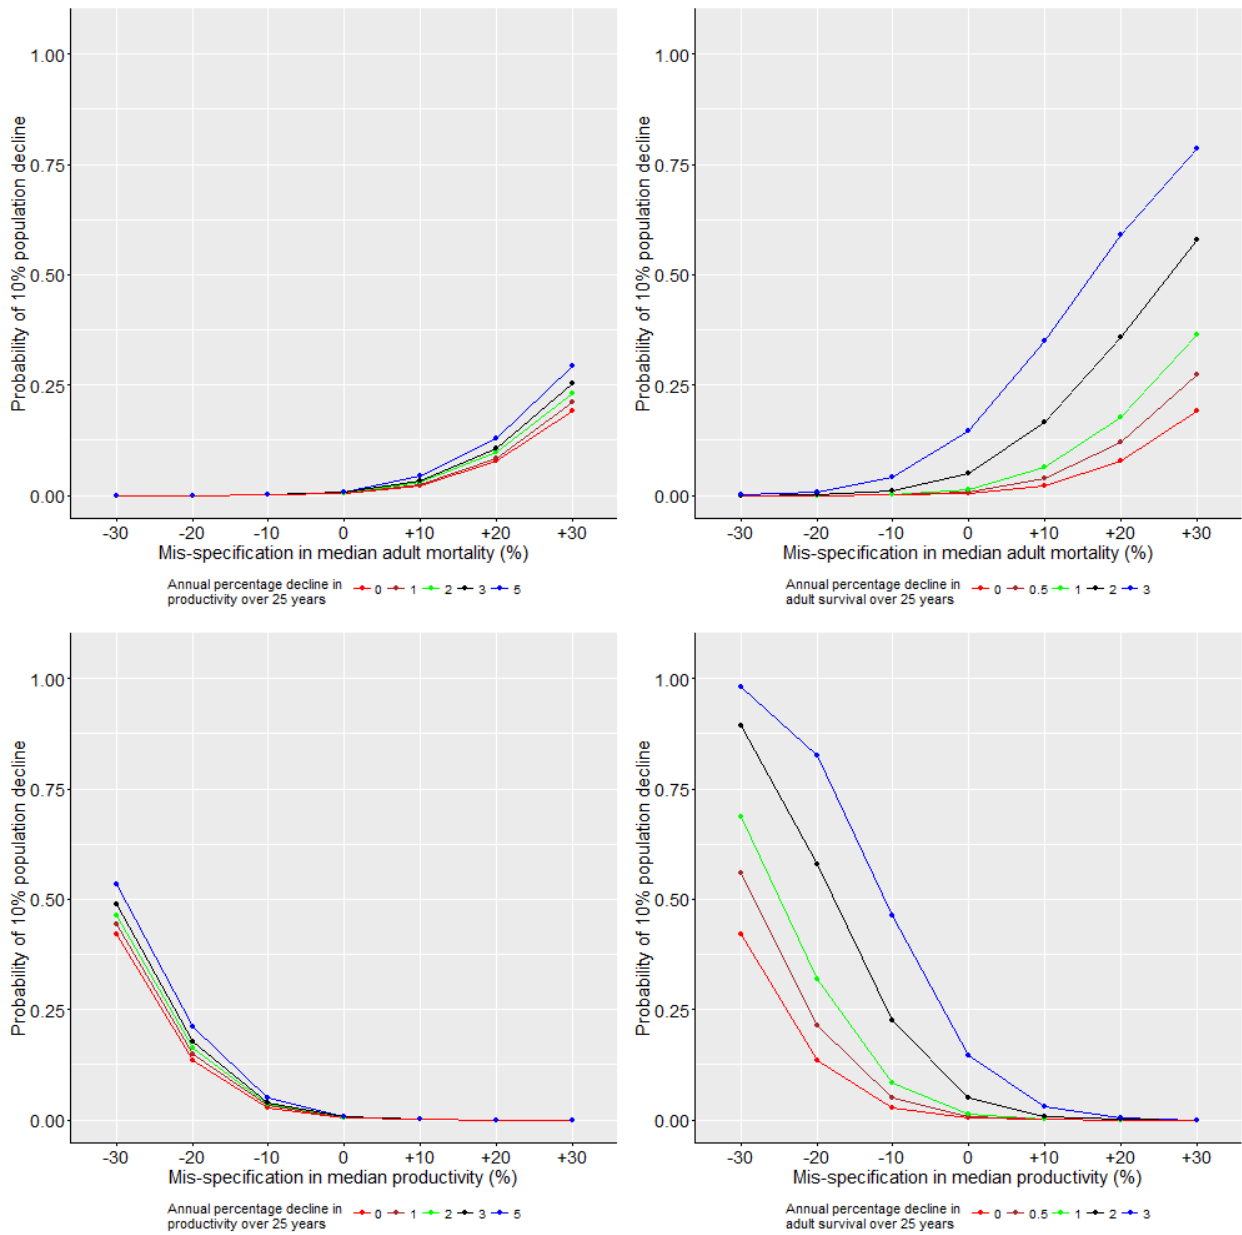 Probability of 10% population decline
1.00
0.75
0.50
0.25
0.00
-30 -20 -10 0 +10 +20 +30
Mis-specification in median adult mortality (%)
Annual percentage decline in
productivity over 25 years
0 1 2 3 5
Probability of 10% population decline
1.00
0.75
0.50
0.25
0.00
-30 -20 -10 0 +10 +20 +30
Mis-specification in median adult mortality (%)
Annual percentage decline in
adult survival over 25 years
0 0.5 1 2 3
Probability of 10% population decline
1.00
0.75
0.50
0.25
0.00
-30 -20 -10 0 +10 +20 +30
Mis-specification in median productivity (%)
Annual percentage decline in
productivity over 25 years
0 1 2 3 5
Probability of 10% population decline
1.00
0.75
0.50
0.25
0.00
-30 -20 -10 0 +10 +20 +30
Mis-specification in median productivity (%)
Annual percentage decline in
adult survival over 25 years
0 0.5 1 2 3